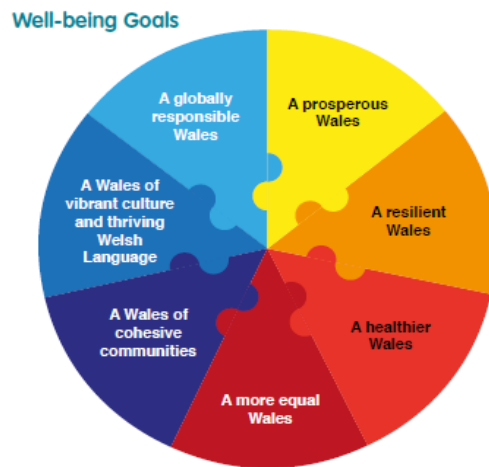 Well-being Goals
A prosperous
Wales
A resilient
Wales
A healthier
Wales
A more equal
Wales
A Wales of
cohesive
communities
A Wales of
vibrant culture
and thriving
Welsh
Language
A globally
responsible
Wales